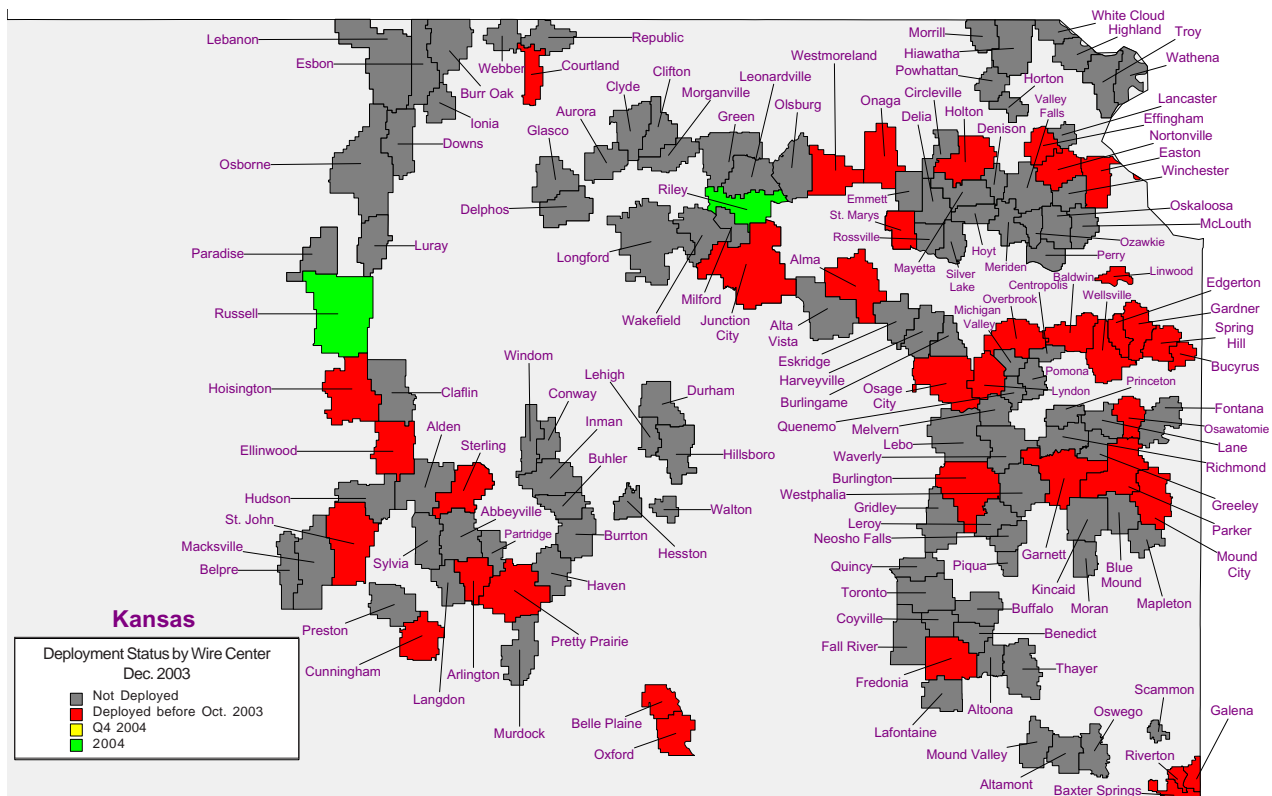 Lebanon
Esbon
Burr Oak
Webber
Republic
Courtland
Ionia
Downs
Osborne
Luray
Paradise
Russell
Hoisington
Claflin
Ellinwood
Alden
Sterling
Hudson
St. John
Macksville
Belpre
Sylvia
Abbeyville
Partridge
Preston
Cunningham
Langdon
Arlington
Pretty Prairie
Murdock
Haven
Burrton
Buhler
Inman
Conway
Windom
Lehigh
Durham
Hillsboro
Walton
Hesston
Belle Plaine
Oxford
Glasco
Delphos
Aurora
Clyde
Clifton
Morganville
Green
Leonardville
Olsburg
Westmoreland
Onaga
Riley
Longford
Wakefield
Milford
Junction
City
Alma
Alta
Vista
Eskridge
Harveyville
Burlingame
Osage
City
Quenemo
Melvern
Lebo
Waverly
Burlington
Westphalia
Gridley
Leroy
Neosho Falls
Piqua
Quincy
Toronto
Coyville
Fall River
Fredonia
Lafontaine
Altoona
Thayer
Benedict
Buffalo
Garnett
Kincaid
Moran
Blue
Mound
Mapleton
Mound
City
Parker
Greeley
Richmond
Lane
Osawatomie
Fontana
Princeton
Pomona
Lyndon
Michigan
Valley
Overbrook
Centropolis
Baldwin
Wellsville
Edgerton
Gardner
Spring
Hill
Bucyrus
Linwood
Morrill
White Cloud
Highland
Troy
Wathena
Hiawatha
Powhattan
Horton
Circleville
Holton
Delia
Denison
Valley
Falls
Lancaster
Effingham
Nortonville
Easton
Winchester
Oskaloosa
McLouth
Ozawkie
Perry
Meriden
Hoyt
Silver
Lake
Mayetta
Rossville
St. Marys
Emmett
Mound Valley
Altamont
Oswego
Scammon
Galena
Riverton
Baxter Springs
Kansas
Deployment Status by Wire Center
Dec. 2003
Not Deployed
Deployed before Oct. 2003
Q4 2004
2004